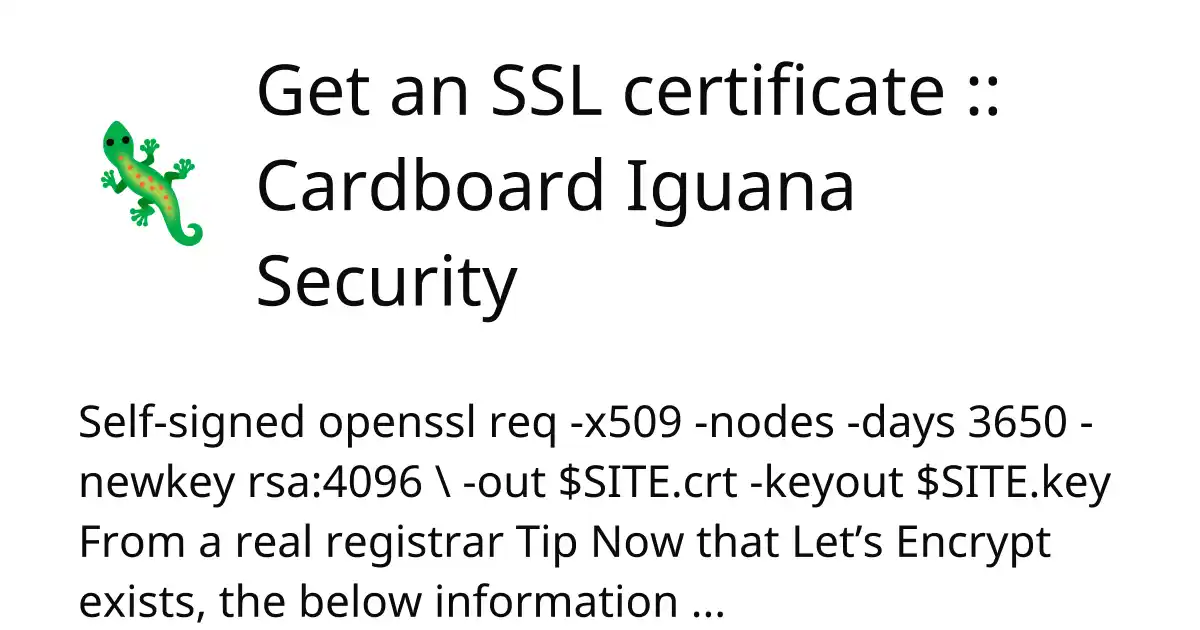 Get an SSL certificate ::
Cardboard Iguana
Security
Self-signed openssl req -x509 -nodes -days 3650 -
newkey rsa:4096 \ -out $SITE.crt -keyout $SITE.key
From a real registrar Tip Now that Let’s Encrypt
exists, the below information ...